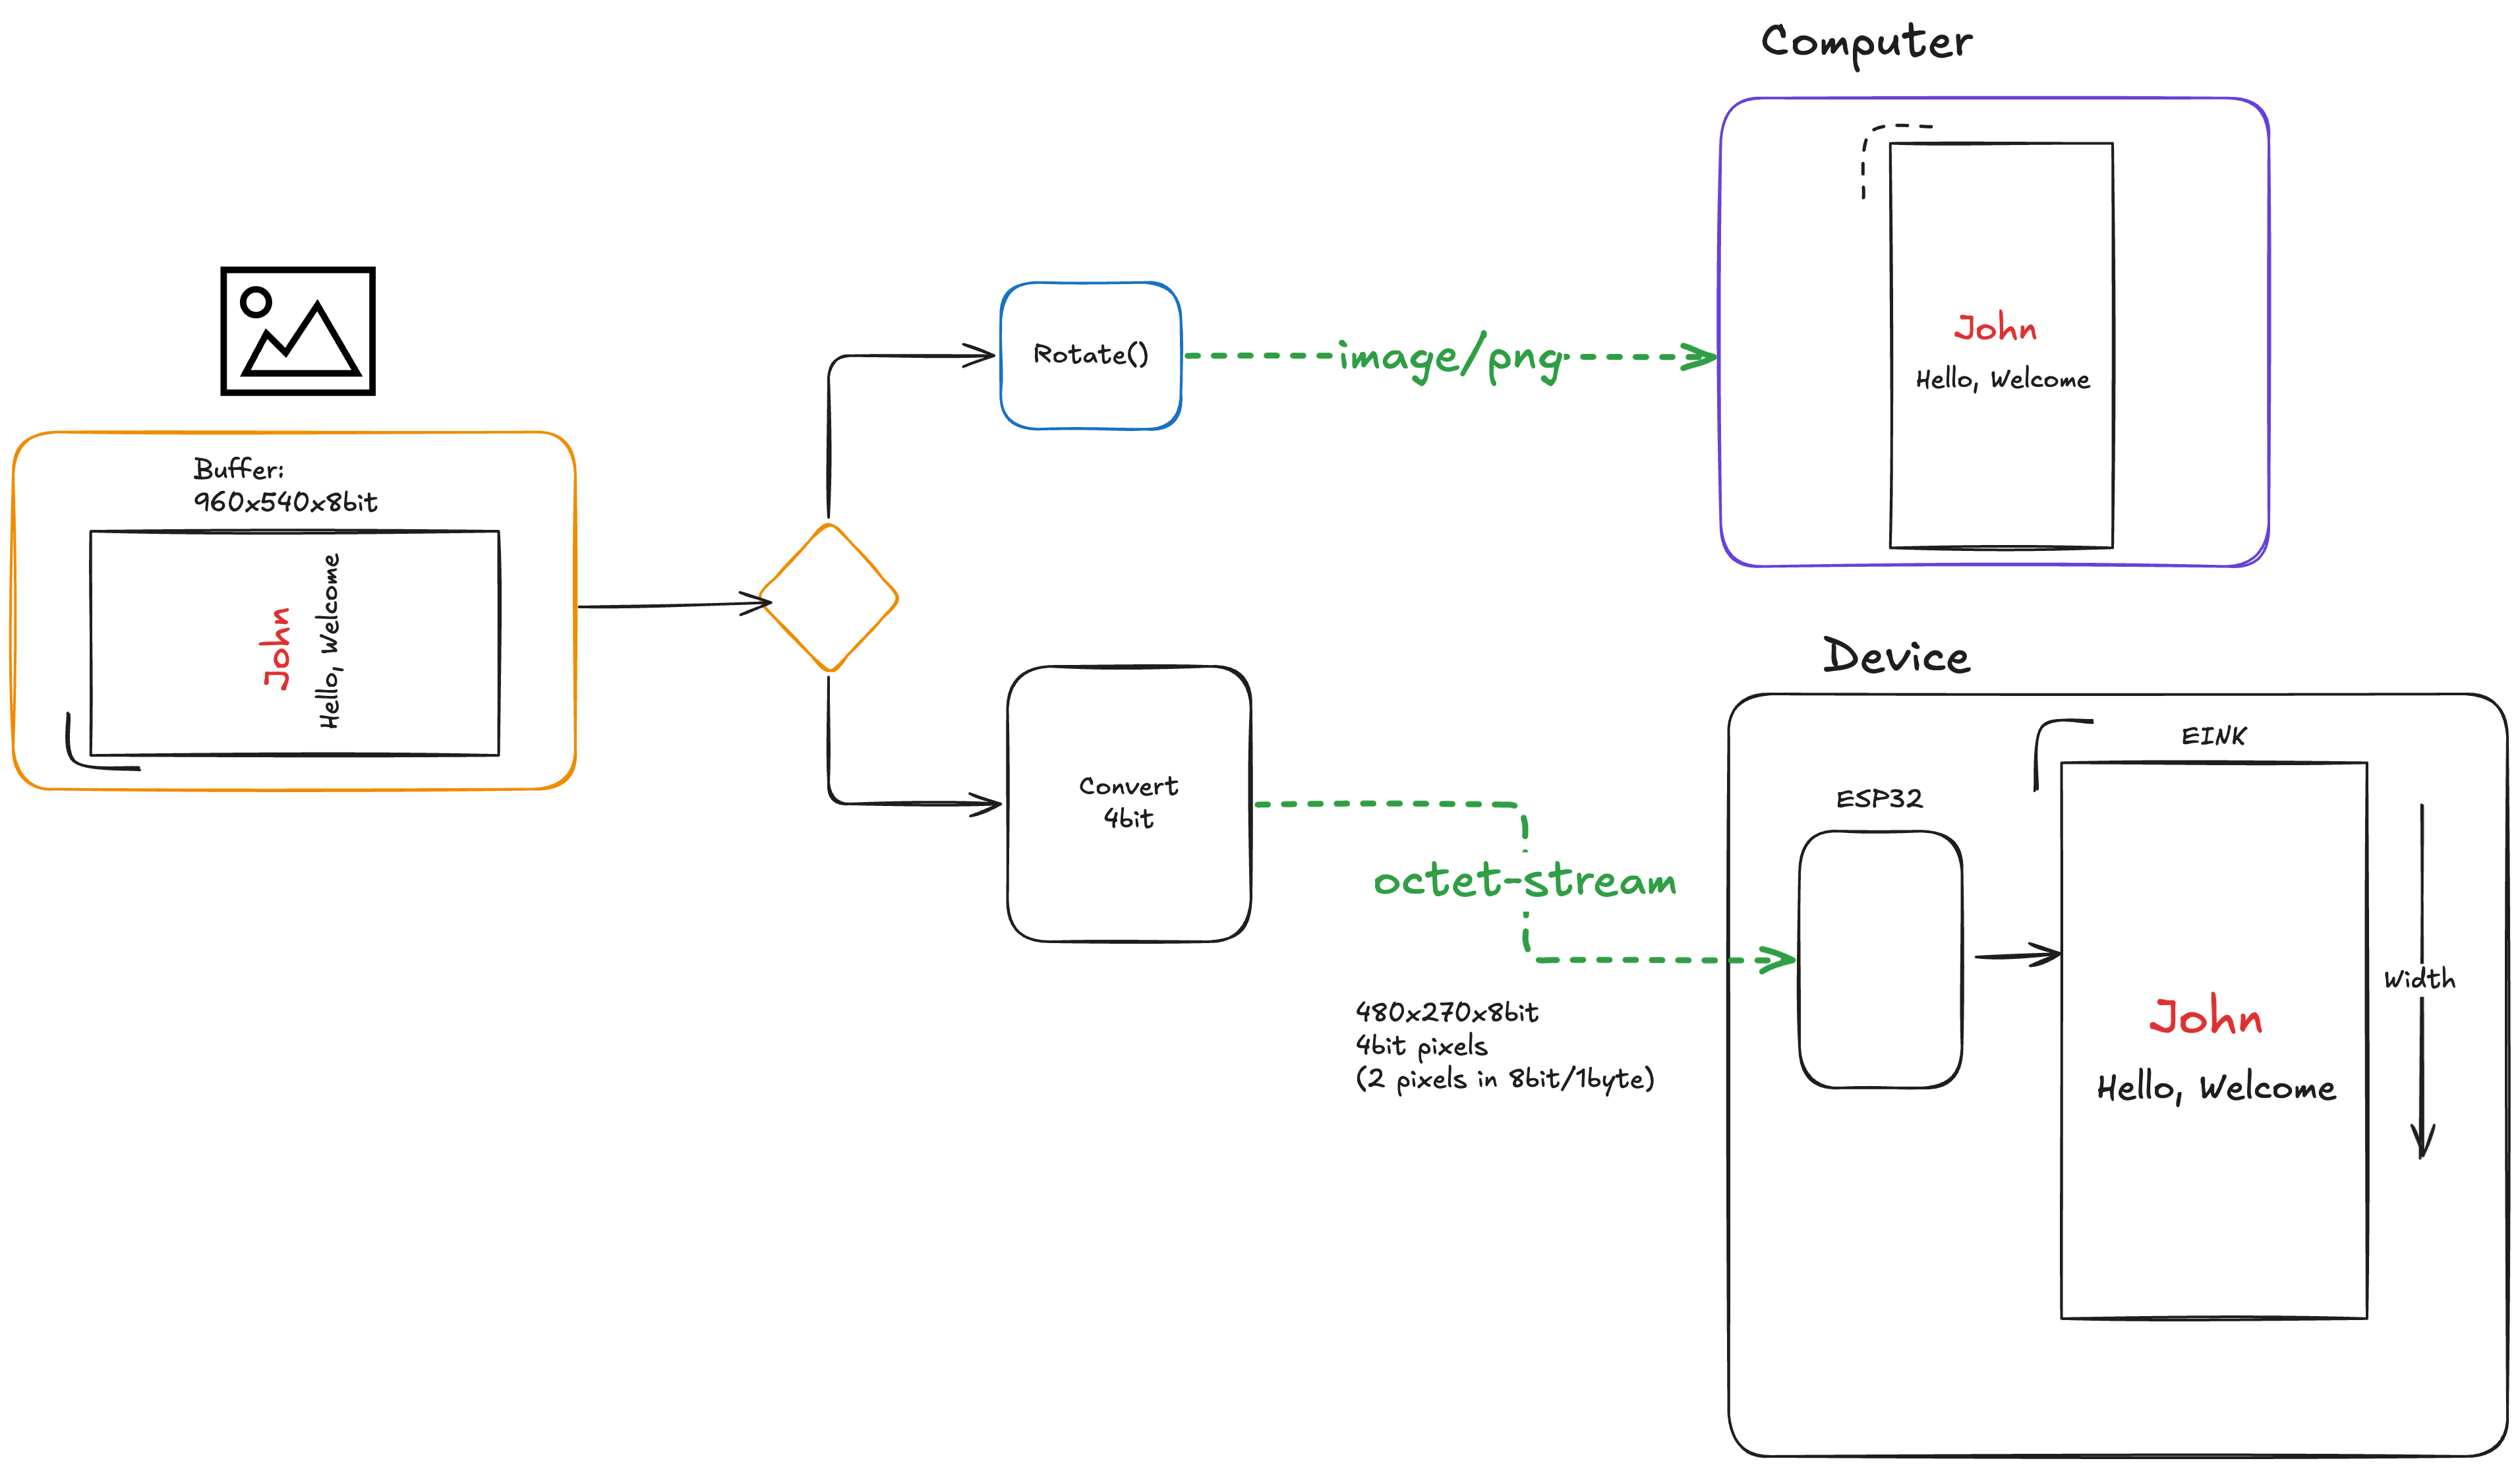 Computer
John
Hello, Welcome
Rotate()
image/png
Buffer:
960x540x8bit
John
Hello, Welcome
Device
Convert
4bit
octet-stream
480x270x8bit
4bit pixels
(2 pixels in 8bit/1byte)
ESP32
EINK
John
Hello, Welcome
Width